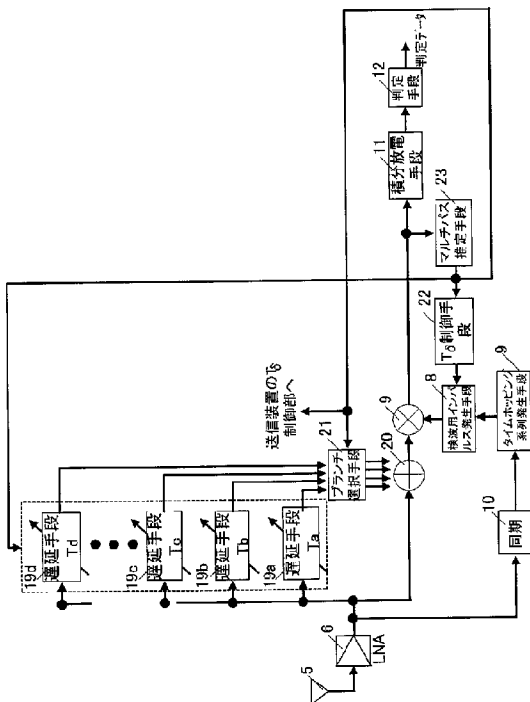 5
6
LNA
10
同期
19d
遅延手段
Td
19c
遅延手段
Tc
19b
遅延手段
Tb
19a
遅延手段
Ta
21
ブランチ
選択手段
20
送信装置のTδ
制御部へ
9
8
検波用インパ
ルス発生手段
9
タイムホッピング
系列発生手段
22
Tδ制御手
段
23
マルチパス
推定手段
11
積分放電
手段
12
判定
手段
判定データ